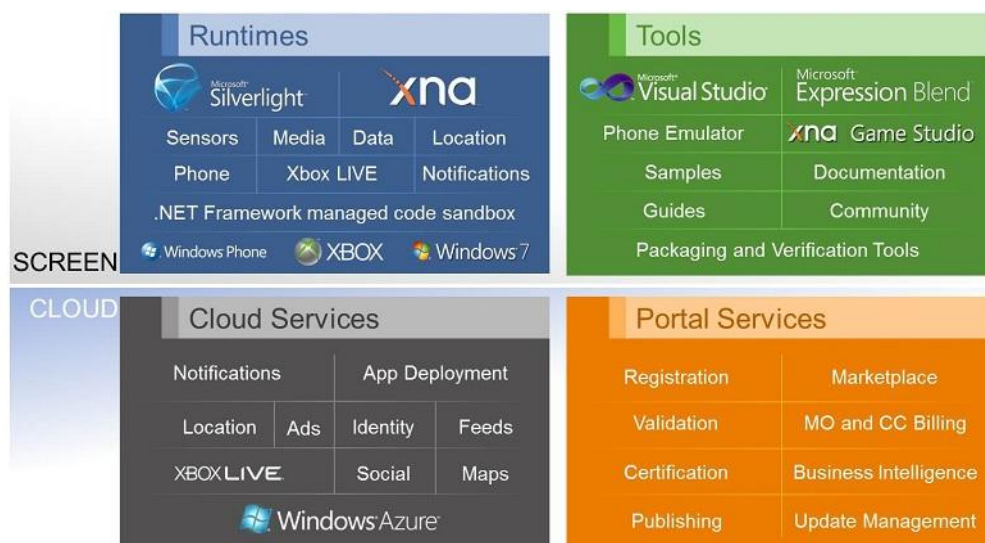 Runtimes
Microsoft® Silverlight™
xna
Sensors Media Data Location
Phone Xbox LIVE Notifications
.NET Framework managed code sandbox
Windows Phone XBOX Windows 7
SCREEN
Tools
Microsoft® Visual Studio®
Microsoft® Expression Blend™
Phone Emulator xna Game Studio
Samples Documentation
Guides Community
Packaging and Verification Tools
CLOUD
Cloud Services
Notifications App Deployment
Location Ads Identity Feeds
XBOX LIVE Social Maps
Windows® Azure™
Portal Services
Registration Marketplace
Validation MO and CC Billing
Certification Business Intelligence
Publishing Update Management